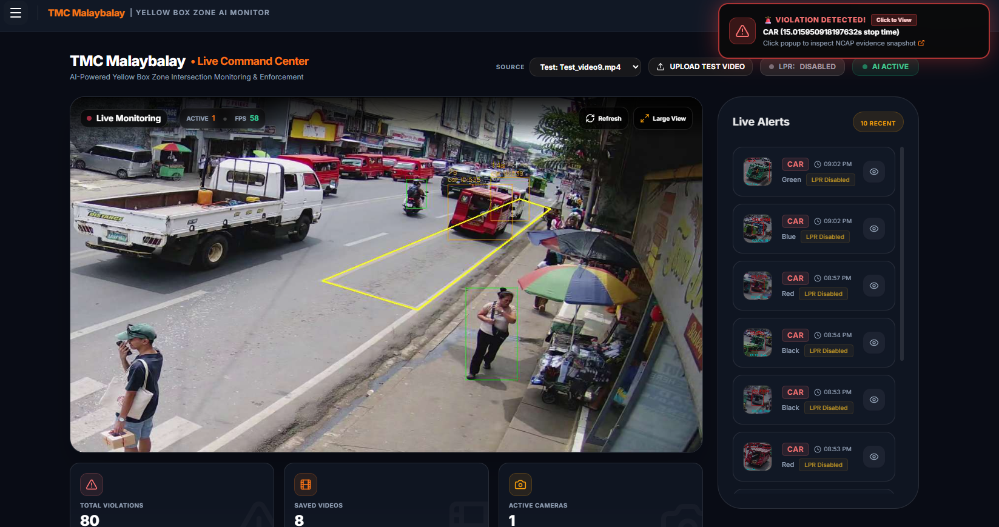 TMC Malaybalay | YELLOW BOX ZONE AI MONITOR
🚨 VIOLATION DETECTED! Click to View
CAR (15.015950918197632s stop time)
Click popup to inspect NCAP evidence snapshot
TMC Malaybalay • Live Command Center
AI-Powered Yellow Box Zone Intersection Monitoring & Enforcement
SOURCE Test: Test_video9.mp4 UPLOAD TEST VIDEO LPR: DISABLED AI ACTIVE
Live Monitoring ACTIVE 1 FPS 58 Refresh Large View
DISTANCE
Live Alerts 10 RECENT
CAR 09:02 PM
Green LPR Disabled
CAR 09:02 PM
Blue LPR Disabled
CAR 08:57 PM
Red LPR Disabled
CAR 08:54 PM
Black LPR Disabled
CAR 08:53 PM
Black LPR Disabled
CAR 08:53 PM
Red LPR Disabled
TOTAL VIOLATIONS
80
SAVED VIDEOS
8
ACTIVE CAMERAS
1